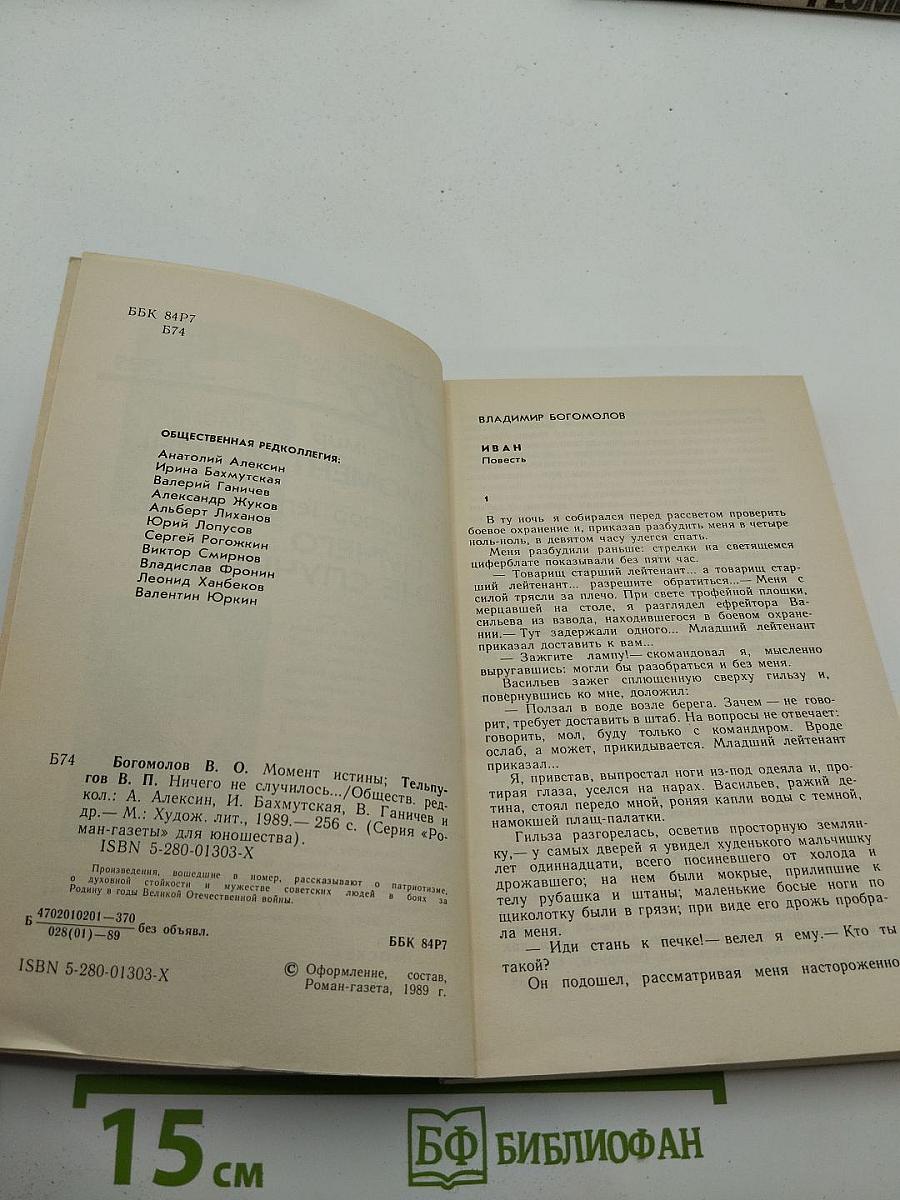 ББК 84Р7
Б74
ОБЩЕСТВЕННАЯ РЕДКОЛЛЕГИЯ:
Анатолий Алексин
Ирина Бахмутская
Валерий Ганичев
Александр Жуков
Альберт Лиханов
Юрий Лопусов
Сергей Рогожкин
Виктор Смирнов
Владислав Фронин
Леонид Ханбеков
Валентин Юркин
Б74 Богомолов В. О. Момент истины; Тельпу-
гов В. П. Ничего не случилось.../Обществ. ред-
кол.: А. Алексин, И. Бахмутская, В. Ганичев и
др.— М.: Худож. лит., 1989.— 256 с. (Серия «Ро-
ман-газеты» для юношества).
ISBN 5-280-01303-X
Произведения, вошедшие в номер, рассказывают о патриотизме,
о духовной стойкости и мужестве советских людей в боях за
Родину в годы Великой Отечественной войны.
Б 4702010201—370
028(01)—89 без объявл.
ББК 84Р7
ISBN 5-280-01303-X
© Оформление, состав,
Роман-газета, 1989 г.
ВЛАДИМИР БОГОМОЛОВ
ИВАН
Повесть
1
В ту ночь я собирался перед рассветом проверить
боевое охранение и, приказав разбудить меня в четыре
ноль-ноль, в девятом часу улегся спать.
Меня разбудили раньше: стрелки на светящемся
циферблате показывали без пяти час.
— Товарищ старший лейтенант... а товарищ стар-
ший лейтенант... разрешите обратиться...— Меня с
силой трясли за плечо. При свете трофейной плошки,
мерцавшей на столе, я разглядел ефрейтора Ва-
сильева из взвода, находившегося в боевом охране-
нии.— Тут задержали одного... Младший лейтенант
приказал доставить к вам...
— Зажгите лампу!— скомандовал я, мысленно
выругавшись: могли бы разобраться и без меня.
Васильев зажег сплющенную сверху гильзу и,
повернувшись ко мне, доложил:
— Ползал в воде возле берега. Зачем — не гово-
рит, требует доставить в штаб. На вопросы не отвечает:
говорить, мол, буду только с командиром. Вроде
ослаб, а может, прикидывается. Младший лейтенант
приказал...
Я, привстав, выпростал ноги из-под одеяла и, про-
тирая глаза, уселся на нарах. Васильев, ражий де-
тина, стоял передо мной, роняя капли воды с темной,
намокшей плащ-палатки.
Гильза разгорелась, осветив просторную землян-
ку,— у самых дверей я увидел худенького мальчишку
лет одиннадцати, всего посиневшего от холода и
дрожавшего; на нем были мокрые, прилипшие к
телу рубашка и штаны; маленькие босые ноги по
щиколотку были в грязи; при виде его дрожь пробра-
ла меня.
— Иди стань к печке!— велел я ему.— Кто ты
такой?
Он подошел, рассматривая меня настороженно
15 см
БФ БИБЛИОФАН